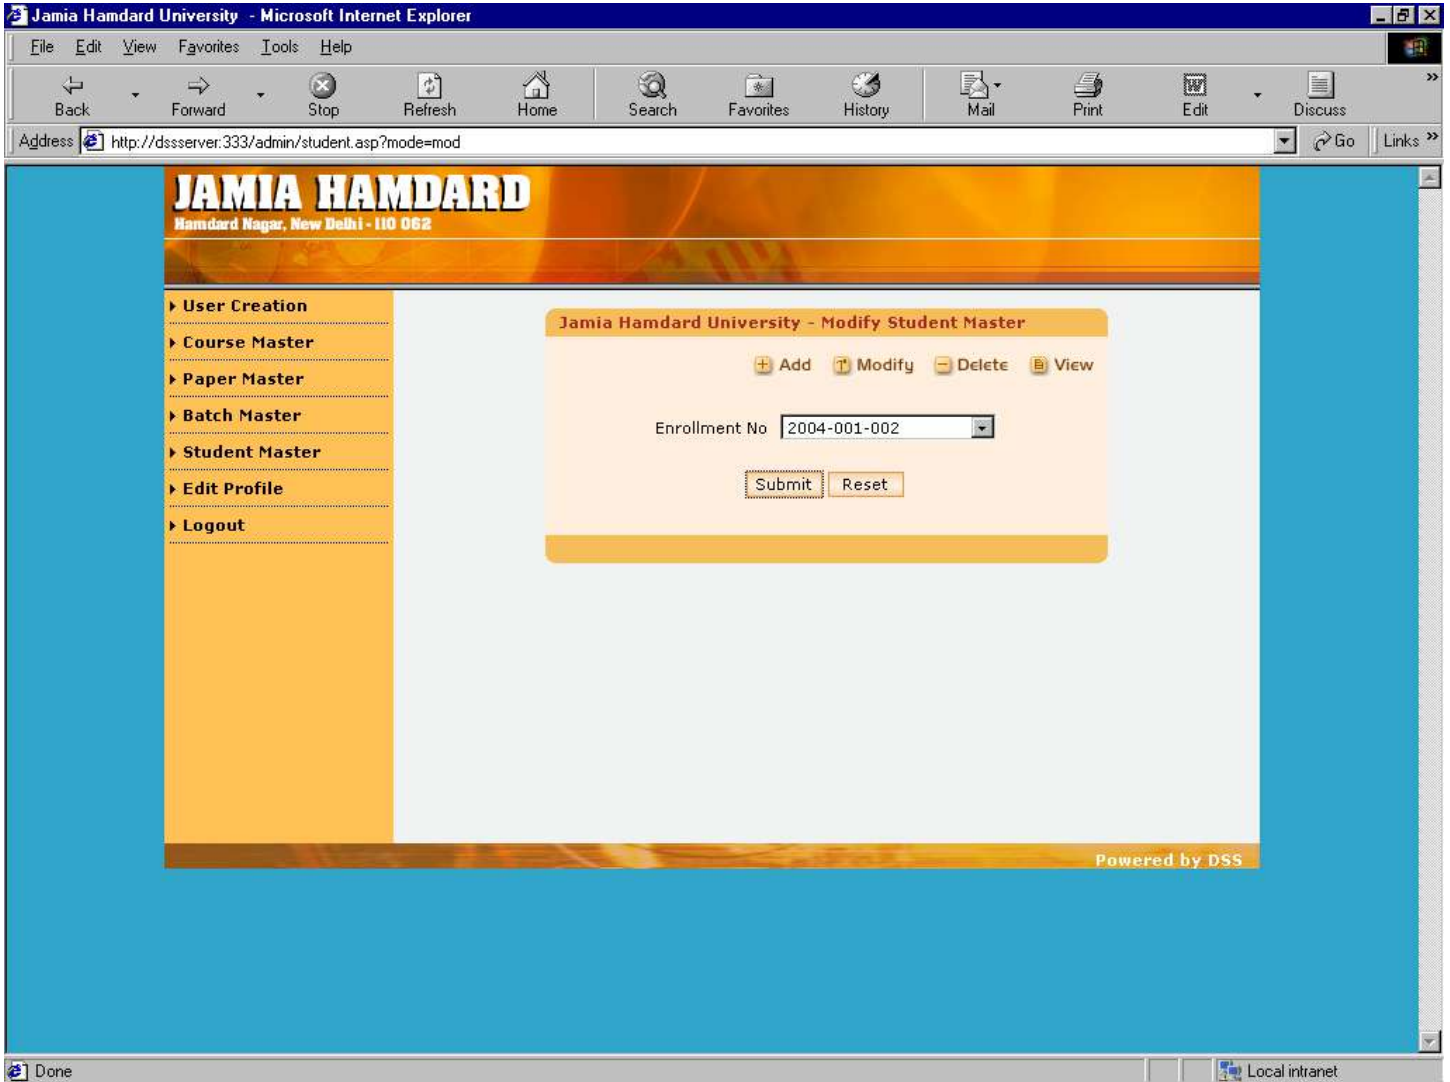 Jamia Hamdard University - Microsoft Internet Explorer
File Edit View Favorites Tools Help
Back Forward Stop Refresh Home Search Favorites History Mail Print Edit Discuss »
Address http://dssserver:333/admin/student.asp?mode=mod Go Links »
JAMIA HAMDARD
Hamdard Nagar, New Delhi - 110 062
User Creation
Course Master
Paper Master
Batch Master
Student Master
Edit Profile
Logout
Jamia Hamdard University - Modify Student Master
Add Modify Delete View
Enrollment No 2004-001-002
Submit Reset
Powered by DSS
Done Local intranet